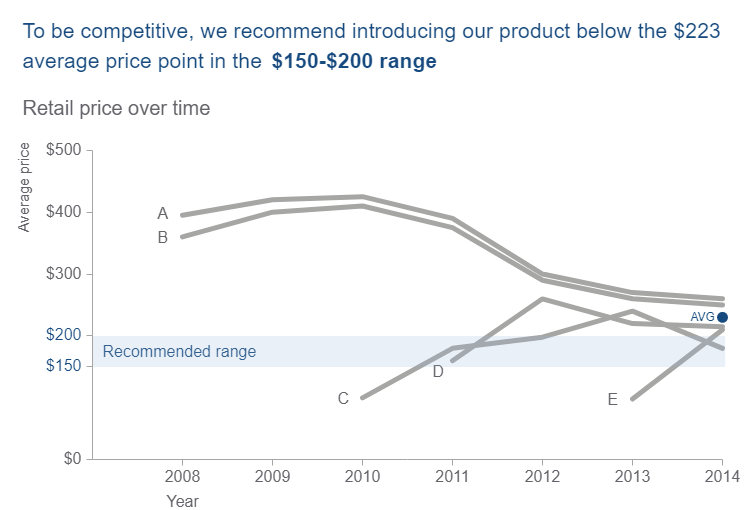 To be competitive, we recommend introducing our product below the $223
average price point in the $150-$200 range
Retail price over time
Average price
$500
$400
$300
$200
$150
$0
A
B
C
D
E
AVG
Recommended range
2008 2009 2010 2011 2012 2013 2014
Year